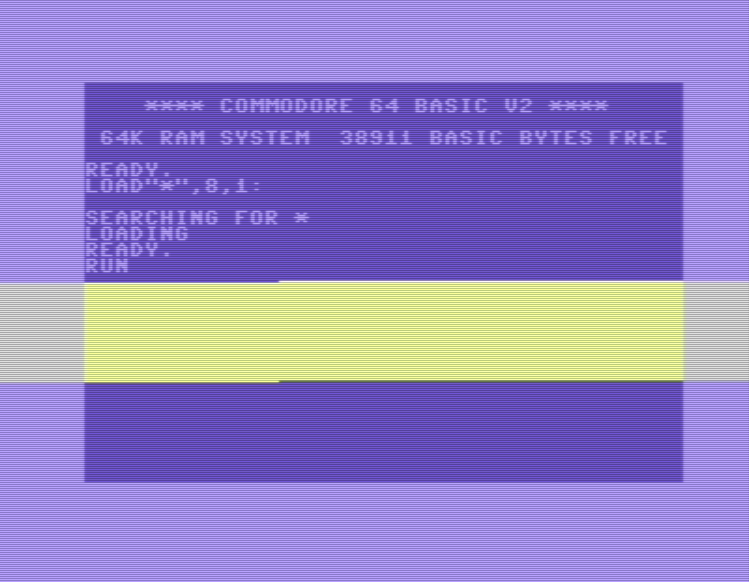 **** COMMODORE 64 BASIC V2 ****
64K RAM SYSTEM  38911 BASIC BYTES FREE
READY.
LOAD"*",8,1:
SEARCHING FOR *
LOADING
READY.
RUN